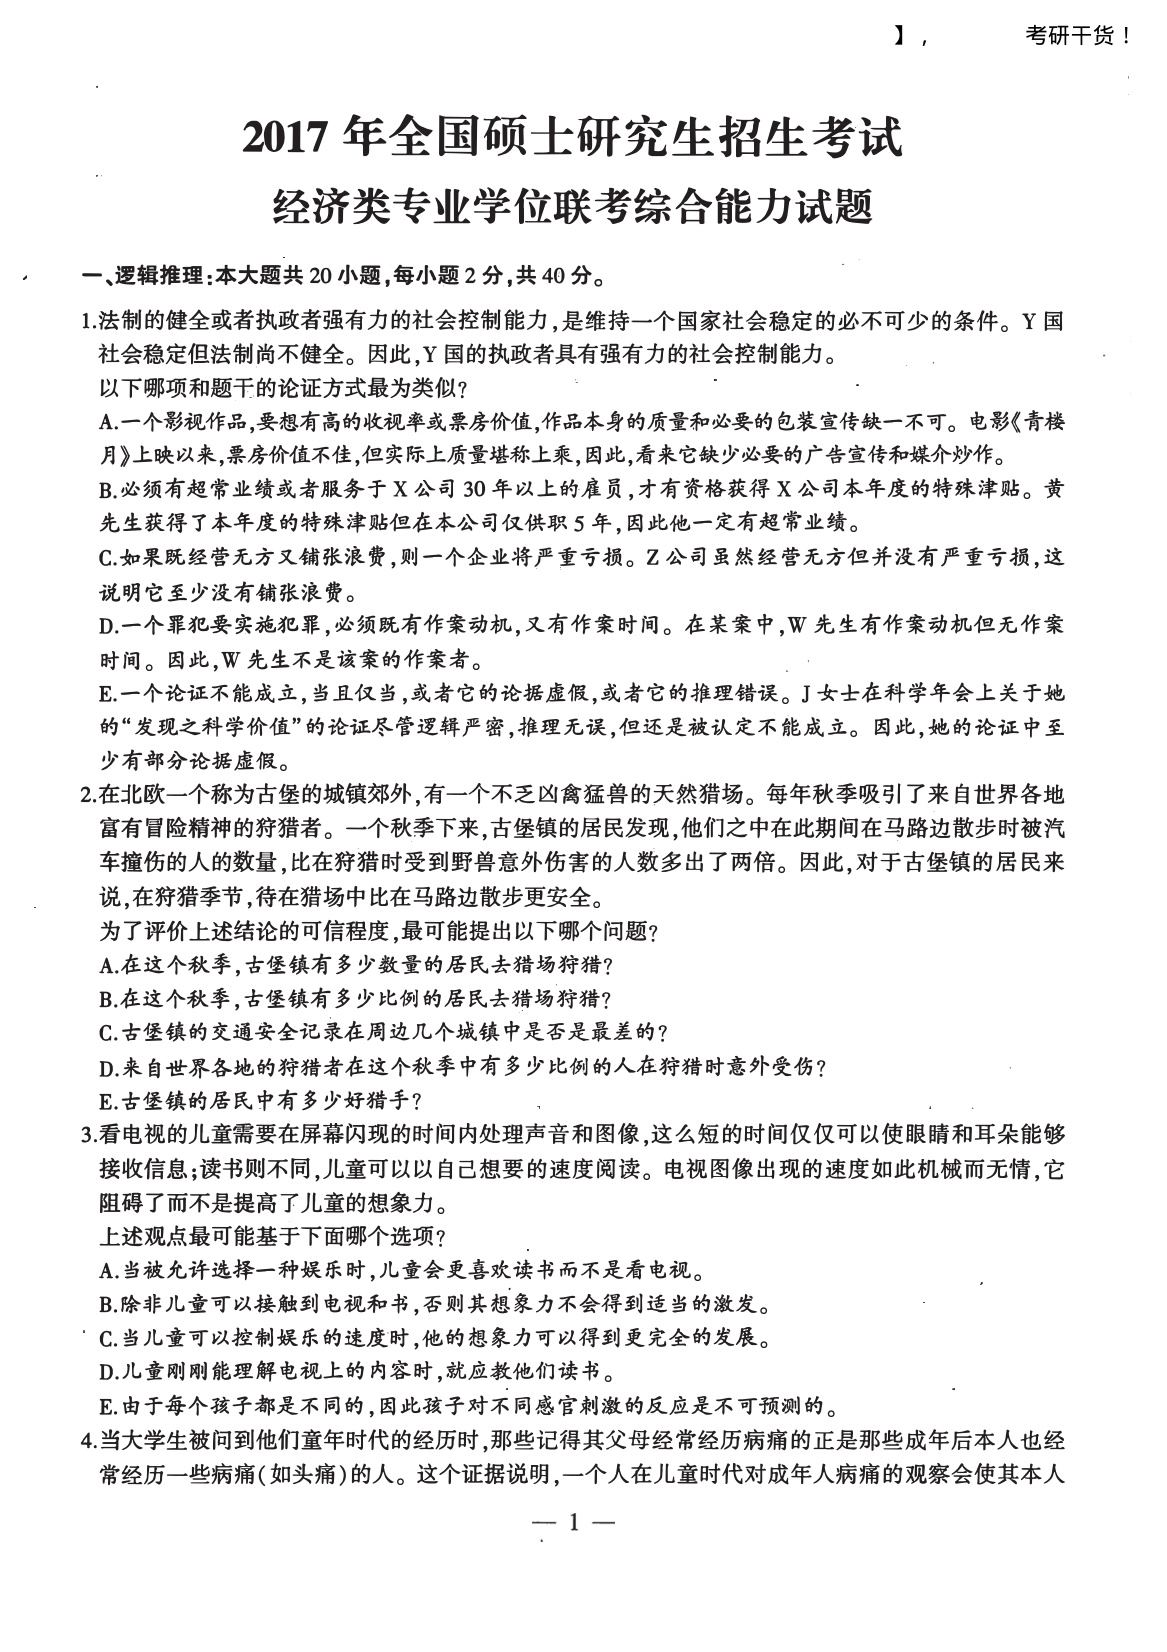 】，　　　考研干货！
2017 年全国硕士研究生招生考试
经济类专业学位联考综合能力试题
一、逻辑推理:本大题共 20 小题,每小题 2 分,共 40 分。
1.法制的健全或者执政者强有力的社会控制能力,是维持一个国家社会稳定的必不可少的条件。Y 国
社会稳定但法制尚不健全。因此,Y 国的执政者具有强有力的社会控制能力。
以下哪项和题干的论证方式最为类似?
A.一个影视作品,要想有高的收视率或票房价值,作品本身的质量和必要的包装宣传缺一不可。电影《青楼
月》上映以来,票房价值不佳,但实际上质量堪称上乘,因此,看来它缺少必要的广告宣传和媒介炒作。
B.必须有超常业绩或者服务于 X 公司 30 年以上的雇员,才有资格获得 X 公司本年度的特殊津贴。黄
先生获得了本年度的特殊津贴但在本公司仅供职 5 年,因此他一定有超常业绩。
C.如果既经营无方又铺张浪费,则一个企业将严重亏损。Z 公司虽然经营无方但并没有严重亏损,这
说明它至少没有铺张浪费。
D.一个罪犯要实施犯罪,必须既有作案动机,又有作案时间。在某案中,W 先生有作案动机但无作案
时间。因此,W 先生不是该案的作案者。
E.一个论证不能成立,当且仅当,或者它的论据虚假,或者它的推理错误。J 女士在科学年会上关于她
的“发现之科学价值”的论证尽管逻辑严密,推理无误,但还是被认定不能成立。因此,她的论证中至
少有部分论据虚假。
2.在北欧一个称为古堡的城镇郊外,有一个不乏凶禽猛兽的天然猎场。每年秋季吸引了来自世界各地
富有冒险精神的狩猎者。一个秋季下来,古堡镇的居民发现,他们之中在此期间在马路边散步时被汽
车撞伤的人的数量,比在狩猎时受到野兽意外伤害的人数多出了两倍。因此,对于古堡镇的居民来
说,在狩猎季节,待在猎场中比在马路边散步更安全。
为了评价上述结论的可信程度,最可能提出以下哪个问题?
A.在这个秋季,古堡镇有多少数量的居民去猎场狩猎?
B.在这个秋季,古堡镇有多少比例的居民去猎场狩猎?
C.古堡镇的交通安全记录在周边几个城镇中是否是最差的?
D.来自世界各地的狩猎者在这个秋季中有多少比例的人在狩猎时意外受伤?
E.古堡镇的居民中有多少好猎手?
3.看电视的儿童需要在屏幕闪现的时间内处理声音和图像,这么短的时间仅仅可以使眼睛和耳朵能够
接收信息;读书则不同,儿童可以以自己想要的速度阅读。电视图像出现的速度如此机械而无情,它
阻碍了而不是提高了儿童的想象力。
上述观点最可能基于下面哪个选项?
A.当被允许选择一种娱乐时,儿童会更喜欢读书而不是看电视。
B.除非儿童可以接触到电视和书,否则其想象力不会得到适当的激发。
C.当儿童可以控制娱乐的速度时,他的想象力可以得到更完全的发展。
D.儿童刚刚能理解电视上的内容时,就应教他们读书。
E.由于每个孩子都是不同的,因此孩子对不同感官刺激的反应是不可预测的。
4.当大学生被问到他们童年时代的经历时,那些记得其父母经常经历病痛的正是那些成年后本人也经
常经历一些病痛(如头痛)的人。这个证据说明,一个人在儿童时代对成年人病痛的观察会使其本人
— 1 —